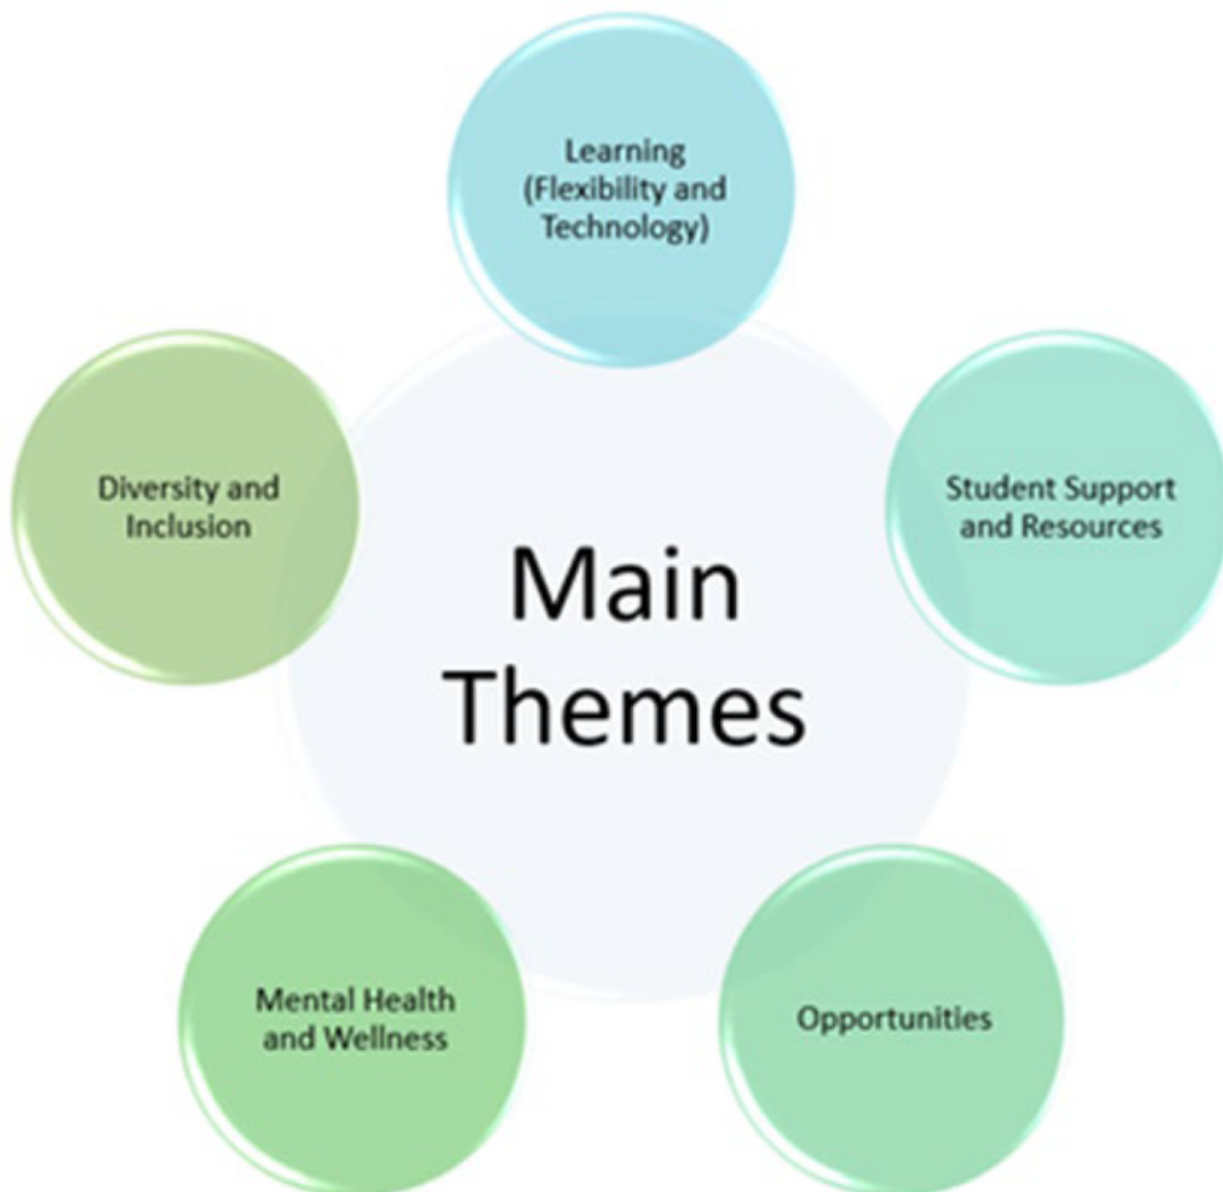 Learning
(Flexibility and
Technology)
Diversity and
Inclusion
Student Support
and Resources
Main
Themes
Mental Health
and Wellness
Opportunities